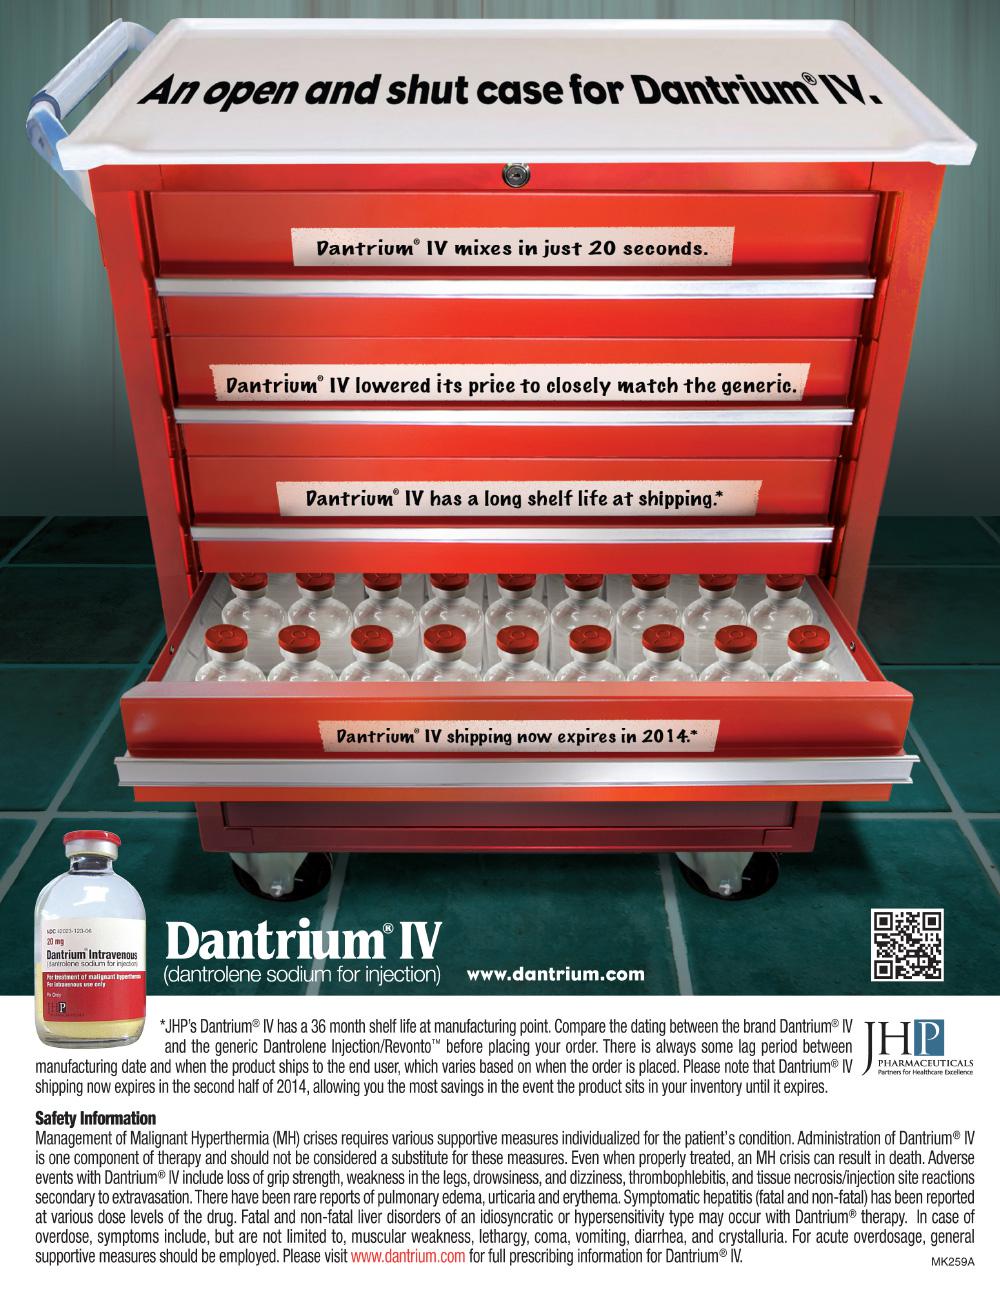 An open and shut case for Dantrium® IV.
Dantrium® IV mixes in just 20 seconds.
Dantrium® IV lowered its price to closely match the generic.
Dantrium® IV has a long shelf life at shipping.*
Dantrium® IV shipping now expires in 2014.*
NDC 42023-123-06
20 mg
Dantrium® Intravenous
(dantrolene sodium for injection)
For treatment of malignant hyperthermia
For intravenous use only
Rx Only
JHP
Dantrium® IV
(dantrolene sodium for injection)
www.dantrium.com
*JHP's Dantrium® IV has a 36 month shelf life at manufacturing point. Compare the dating between the brand Dantrium® IV
and the generic Dantrolene Injection/Revonto™ before placing your order. There is always some lag period between
manufacturing date and when the product ships to the end user, which varies based on when the order is placed. Please note that Dantrium® IV
shipping now expires in the second half of 2014, allowing you the most savings in the event the product sits in your inventory until it expires.
JHP
PHARMACEUTICALS
Partners for Healthcare Excellence
Safety Information
Management of Malignant Hyperthermia (MH) crises requires various supportive measures individualized for the patient's condition. Administration of Dantrium® IV
is one component of therapy and should not be considered a substitute for these measures. Even when properly treated, an MH crisis can result in death. Adverse
events with Dantrium® IV include loss of grip strength, weakness in the legs, drowsiness, and dizziness, thrombophlebitis, and tissue necrosis/injection site reactions
secondary to extravasation. There have been rare reports of pulmonary edema, urticaria and erythema. Symptomatic hepatitis (fatal and non-fatal) has been reported
at various dose levels of the drug. Fatal and non-fatal liver disorders of an idiosyncratic or hypersensitivity type may occur with Dantrium® therapy. In case of
overdose, symptoms include, but are not limited to, muscular weakness, lethargy, coma, vomiting, diarrhea, and crystalluria. For acute overdosage, general
supportive measures should be employed. Please visit www.dantrium.com for full prescribing information for Dantrium® IV.
MK259A